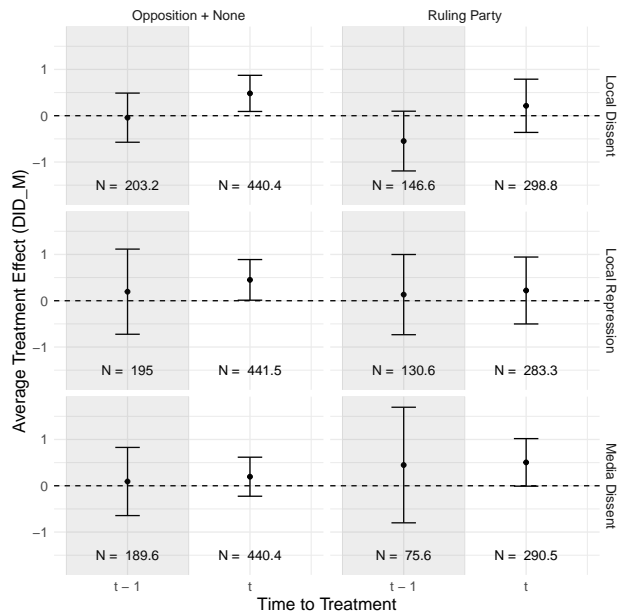 Opposition + None
Ruling Party
Average Treatment Effect (DID_M)
1
0
−1
N = 203.2
N = 440.4
N = 146.6
N = 298.8
Local Dissent
1
0
−1
N = 195
N = 441.5
N = 130.6
N = 283.3
Local Repression
1
0
−1
N = 189.6
N = 440.4
N = 75.6
N = 290.5
Media Dissent
t − 1
t
t − 1
t
Time to Treatment